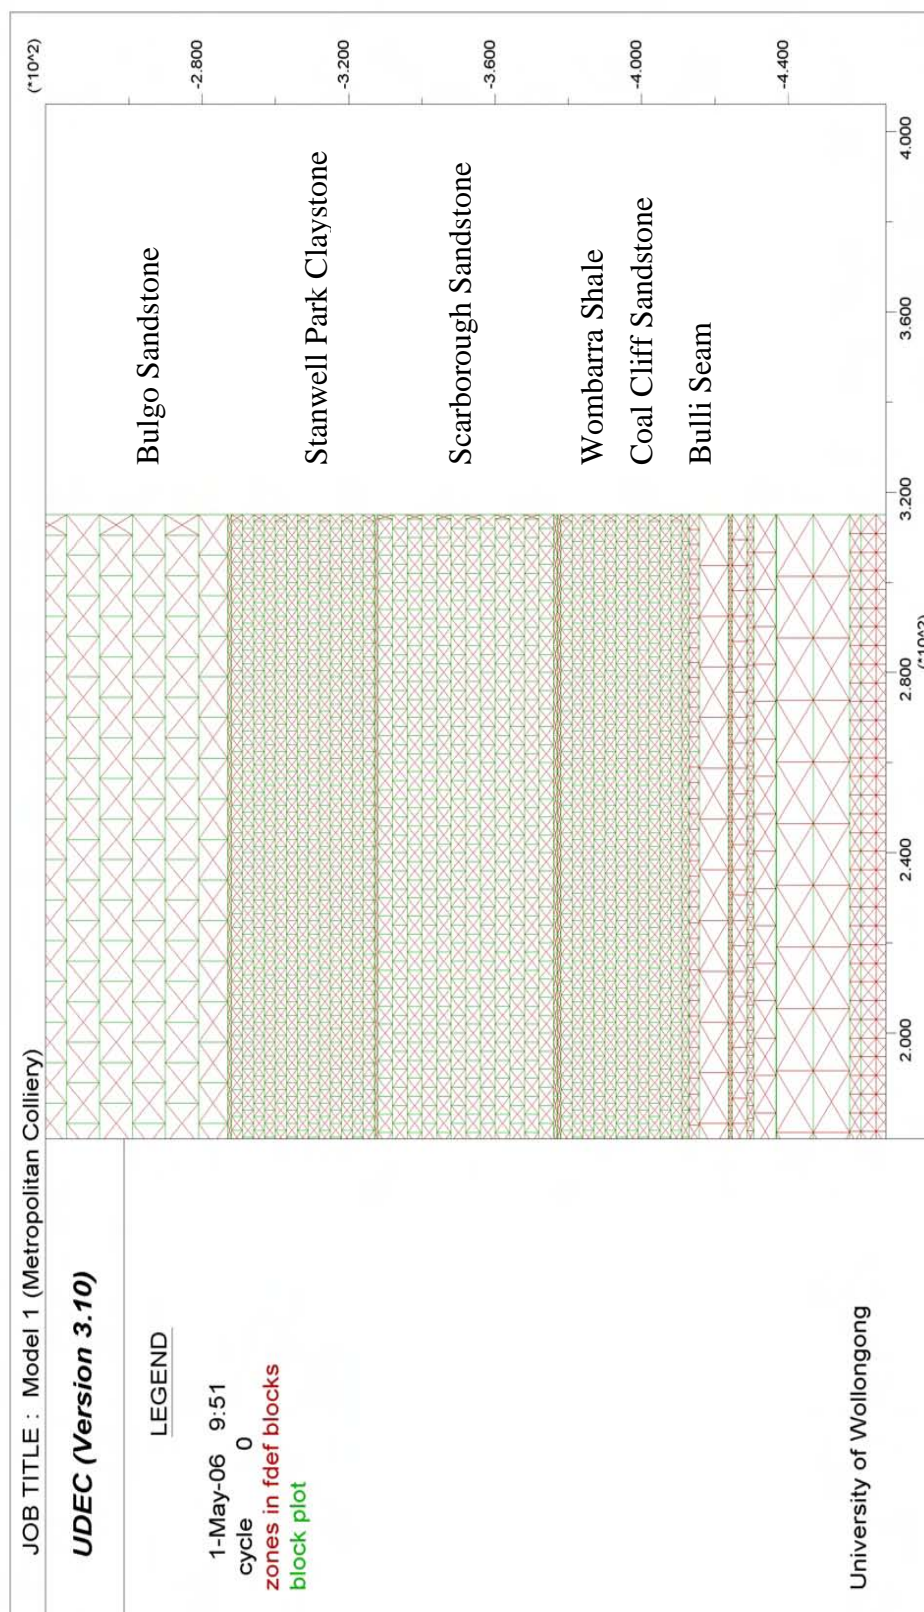 JOB TITLE : Model 1 (Metropolitan Colliery)
UDEC (Version 3.10)
LEGEND
1-May-06 9:51
cycle 0
zones in fdef blocks
block plot
University of Wollongong
Bulgo Sandstone
Stanwell Park Claystone
Scarborough Sandstone
Wombarra Shale
Coal Cliff Sandstone
Bulli Seam
(*10^2)
-2.800
-3.200
-3.600
-4.000
-4.400
2.000
2.400
2.800
3.200
3.600
4.000
(*10^2)